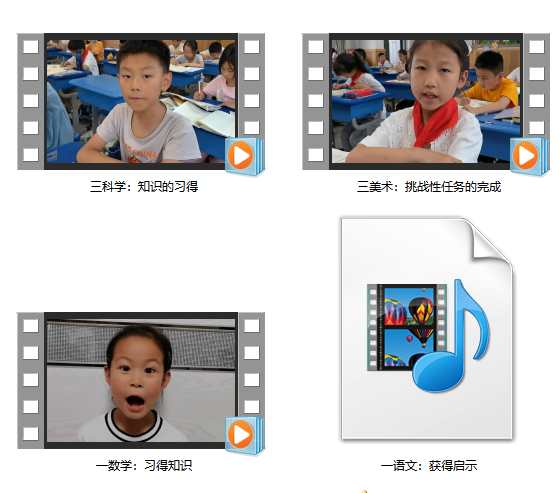 三科学：知识的习得
三美术：挑战性任务的完成
一数学：习得知识
一语文：获得启示